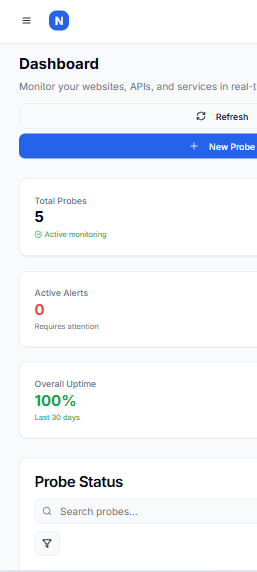 N
Dashboard
Monitor your websites, APIs, and services in real-t
Refresh
New Probe
Total Probes
5
Active monitoring
Active Alerts
0
Requires attention
Overall Uptime
100%
Last 30 days
Probe Status
Search probes...